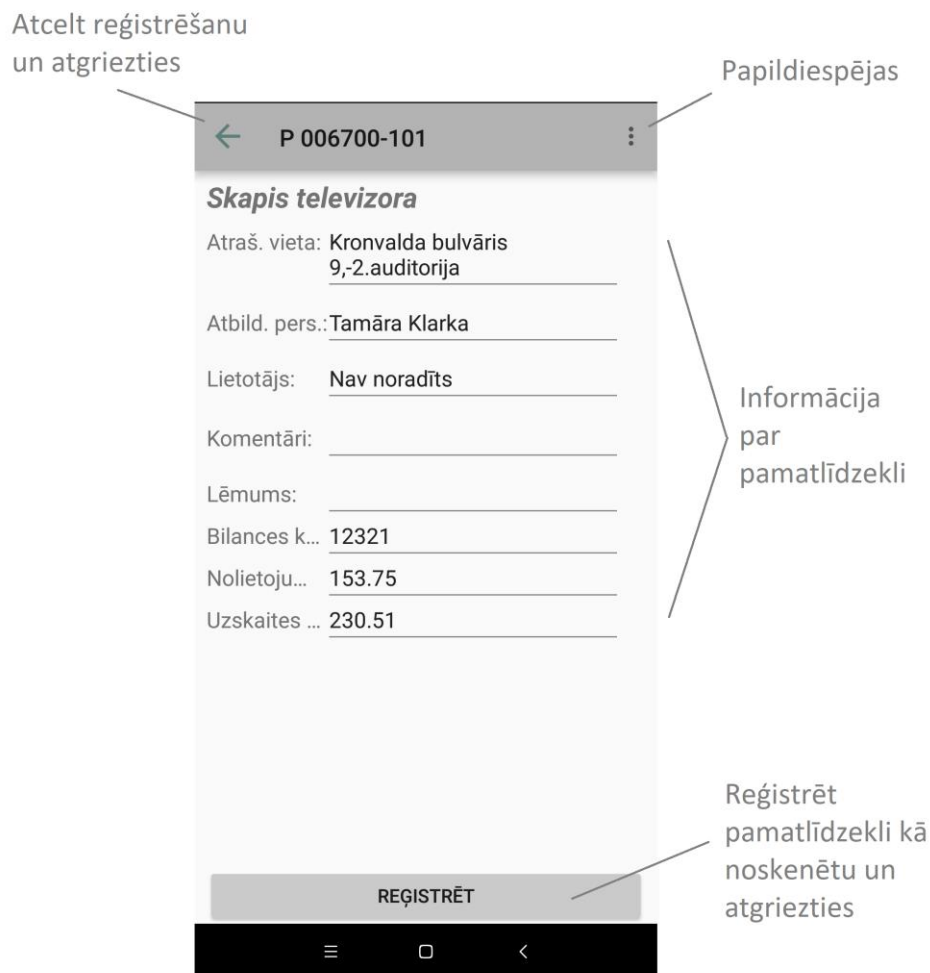 Atcelt reģistrēšanu
un atgriezties
Papildiespējas
P 006700-101
Skapis televizora
Atraš. vieta: Kronvalda bulvāris
9,-2.auditorija
Atbild. pers.: Tamāra Klarka
Lietotājs: Nav noradīts
Komentāri:
Lēmums:
Bilances k... 12321
Nolietoju... 153.75
Uzskaites ... 230.51
Informācija
par
pamatlīdzekli
Reģistrēt
pamatlīdzekli kā
noskenētu un
atgriezties
REĢISTRĒT